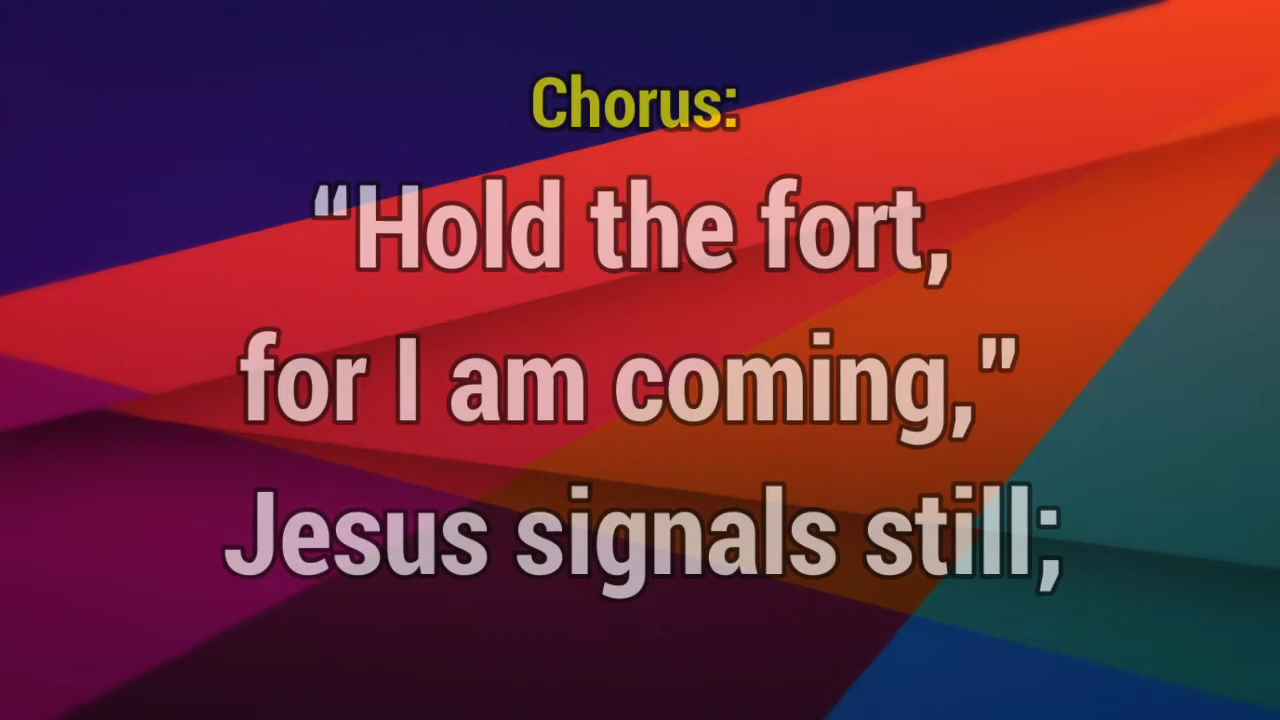 Chorus:
“Hold the fort,
for I am coming,”
Jesus signals still;